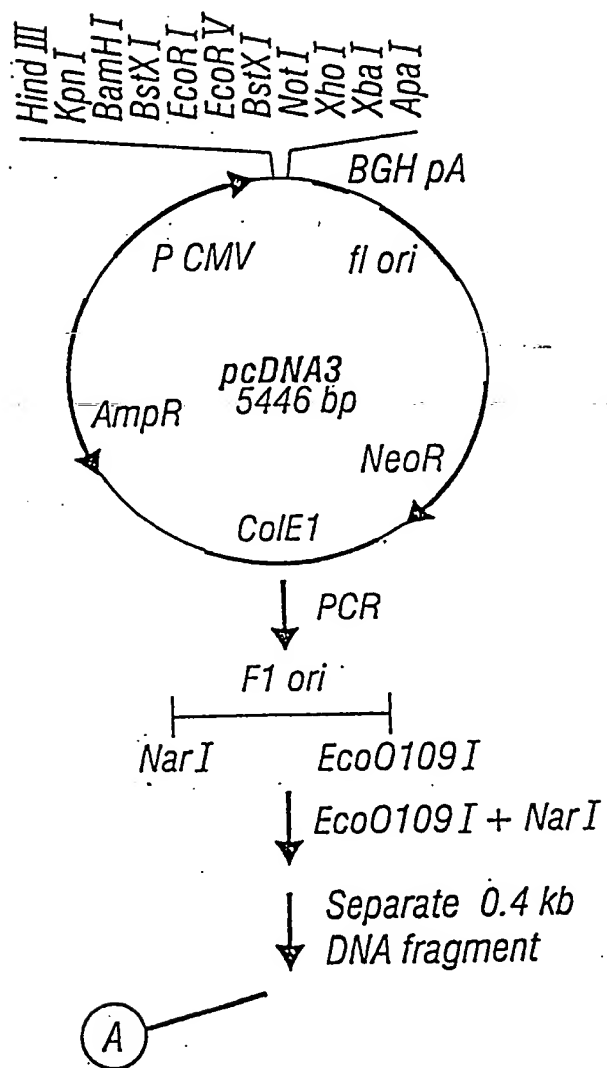 Hind III
Kpn I
BamH I
BstX I
EcoR I
EcoR V
BstX I
Not I
Xho I
Xba I
Apa I
BGH pA
P CMV
fl ori
pcDNA3
5446 bp
AmpR
NeoR
ColE1
PCR
F1 ori
Nar I
EcoO109 I
EcoO109 I + Nar I
Separate 0.4 kb
DNA fragment
A